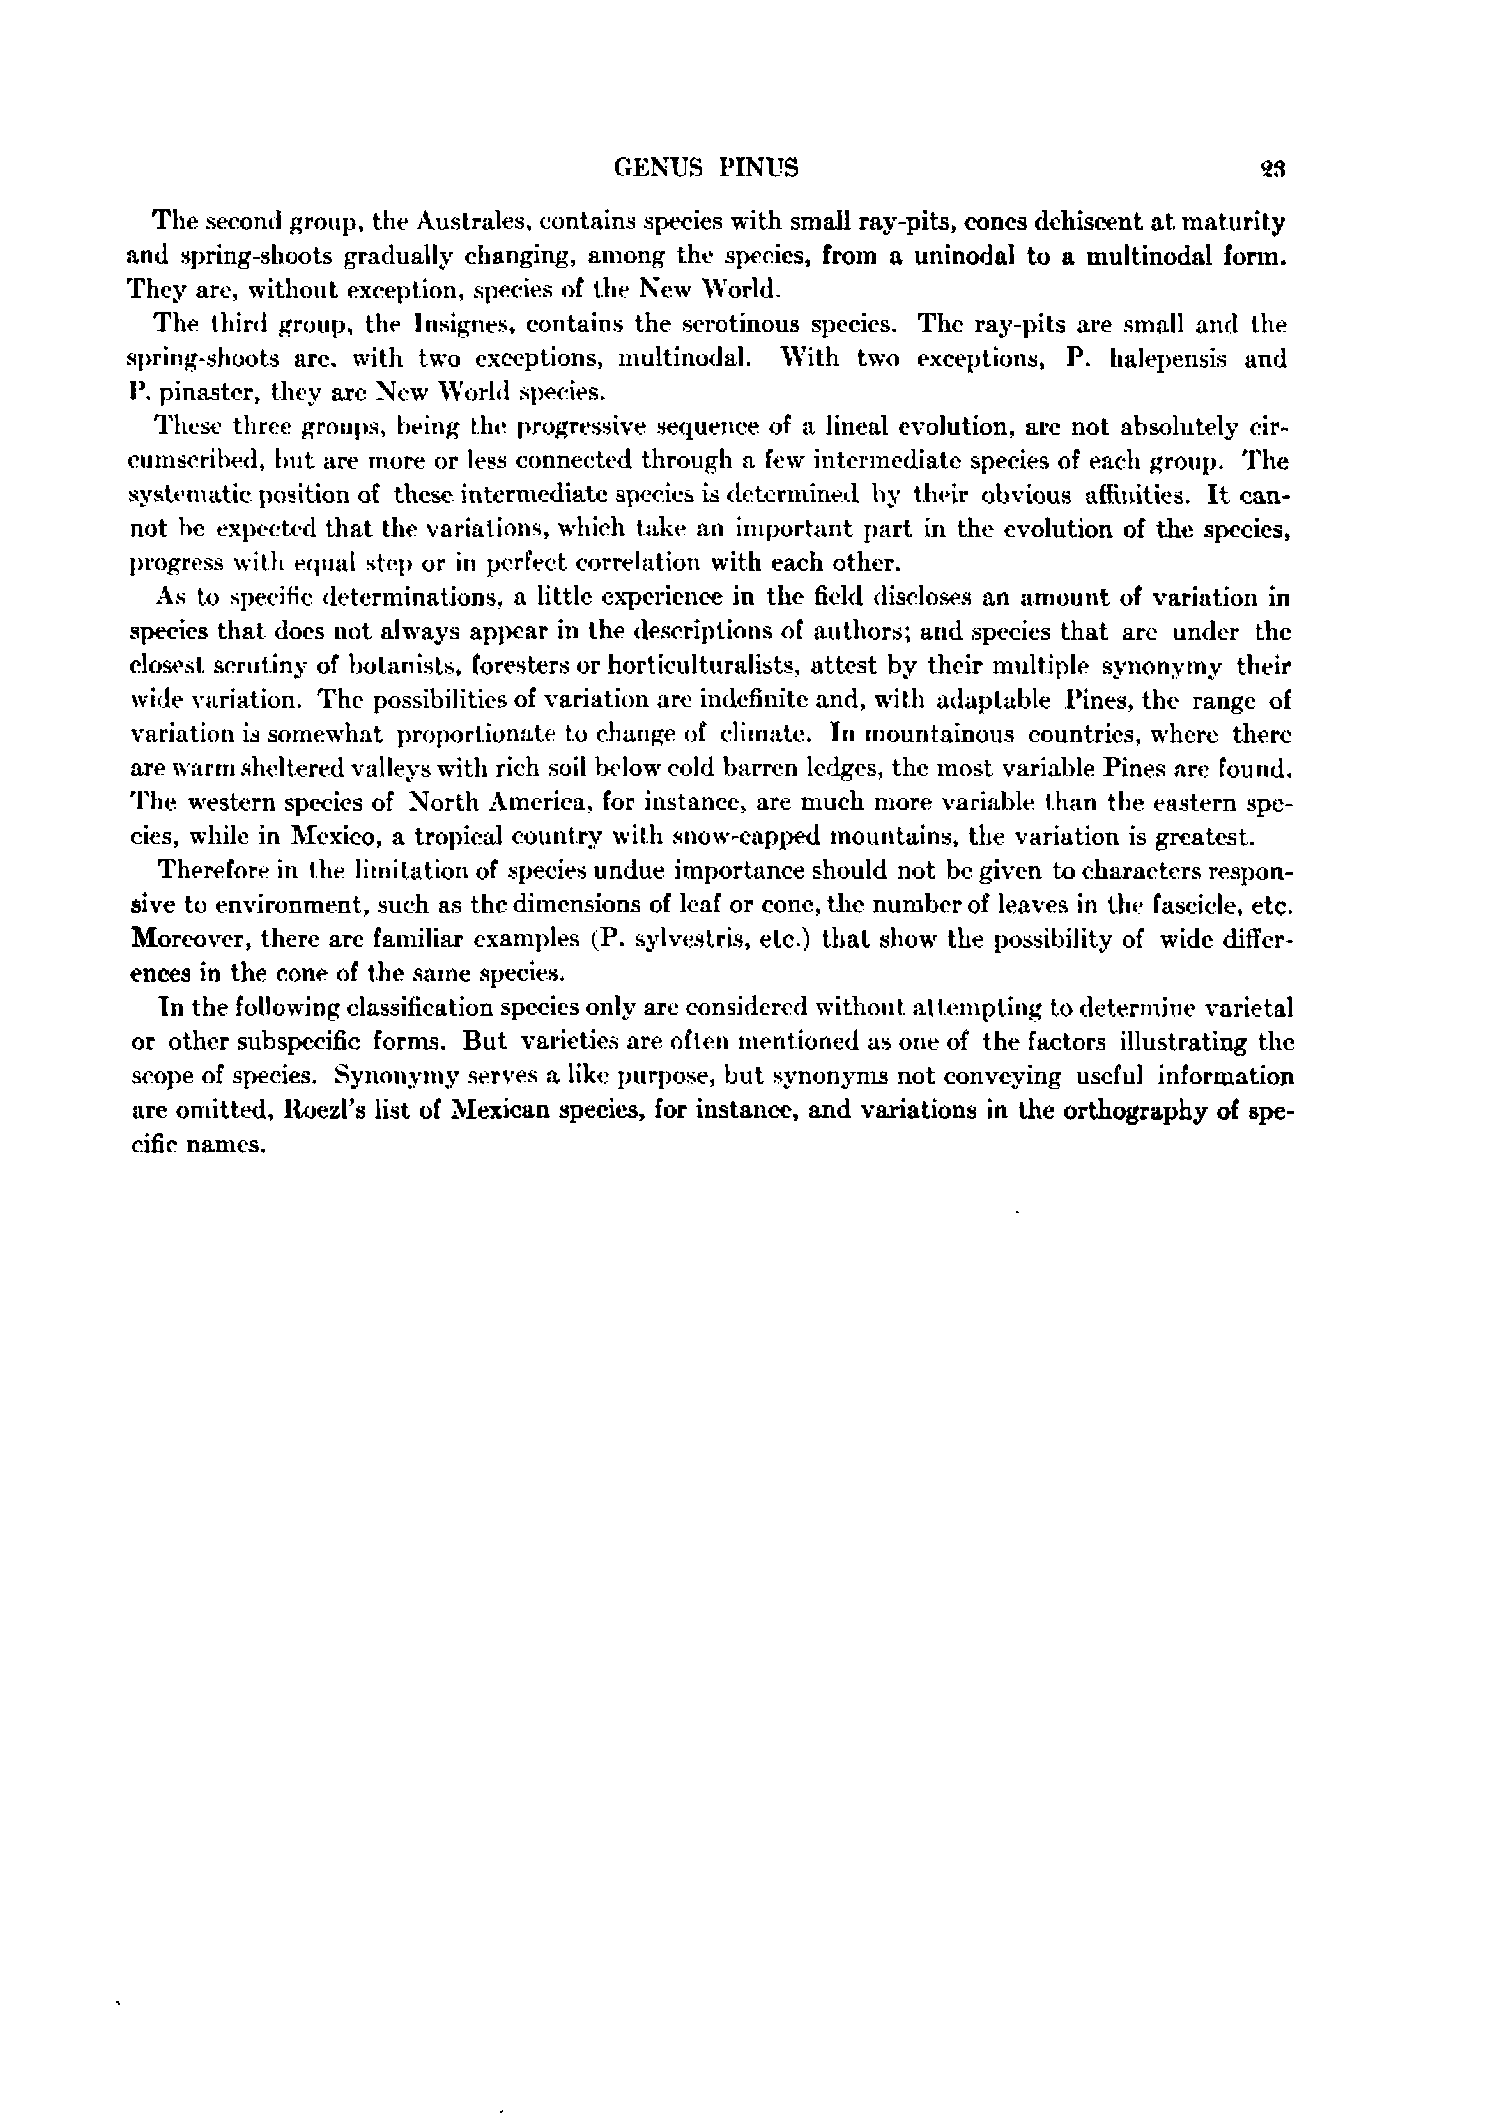 GENUS PINUS 23
The second group, the Australes, contains species with small ray-pits, cones dehiscent at maturity
and spring-shoots gradually changing, among the species, from a uninodal to a multinodal form.
They are, without exception, species of the New World.
The third group, the Insignes, contains the serotinous species. The ray-pits are small and the
spring-shoots are, with two exceptions, multinodal. With two exceptions, P. halepensis and
P. pinaster, they are New World species.
These three groups, being the progressive sequence of a lineal evolution, are not absolutely cir-
cumscribed, but are more or less connected through a few intermediate species of each group. The
systematic position of these intermediate species is determined by their obvious affinities. It can-
not be expected that the variations, which take an important part in the evolution of the species,
progress with equal step or in perfect correlation with each other.
As to specific determinations, a little experience in the field discloses an amount of variation in
species that does not always appear in the descriptions of authors; and species that are under the
closest scrutiny of botanists, foresters or horticulturalists, attest by their multiple synonymy their
wide variation. The possibilities of variation are indefinite and, with adaptable Pines, the range of
variation is somewhat proportionate to change of climate. In mountainous countries, where there
are warm sheltered valleys with rich soil below cold barren ledges, the most variable Pines are found.
The western species of North America, for instance, are much more variable than the eastern spe-
cies, while in Mexico, a tropical country with snow-capped mountains, the variation is greatest.
Therefore in the limitation of species undue importance should not be given to characters respon-
sive to environment, such as the dimensions of leaf or cone, the number of leaves in the fascicle, etc.
Moreover, there are familiar examples (P. sylvestris, etc.) that show the possibility of wide differ-
ences in the cone of the same species.
In the following classification species only are considered without attempting to determine varietal
or other subspecific forms. But varieties are often mentioned as one of the factors illustrating the
scope of species. Synonymy serves a like purpose, but synonyms not conveying useful information
are omitted, Roezl's list of Mexican species, for instance, and variations in the orthography of spe-
cific names.